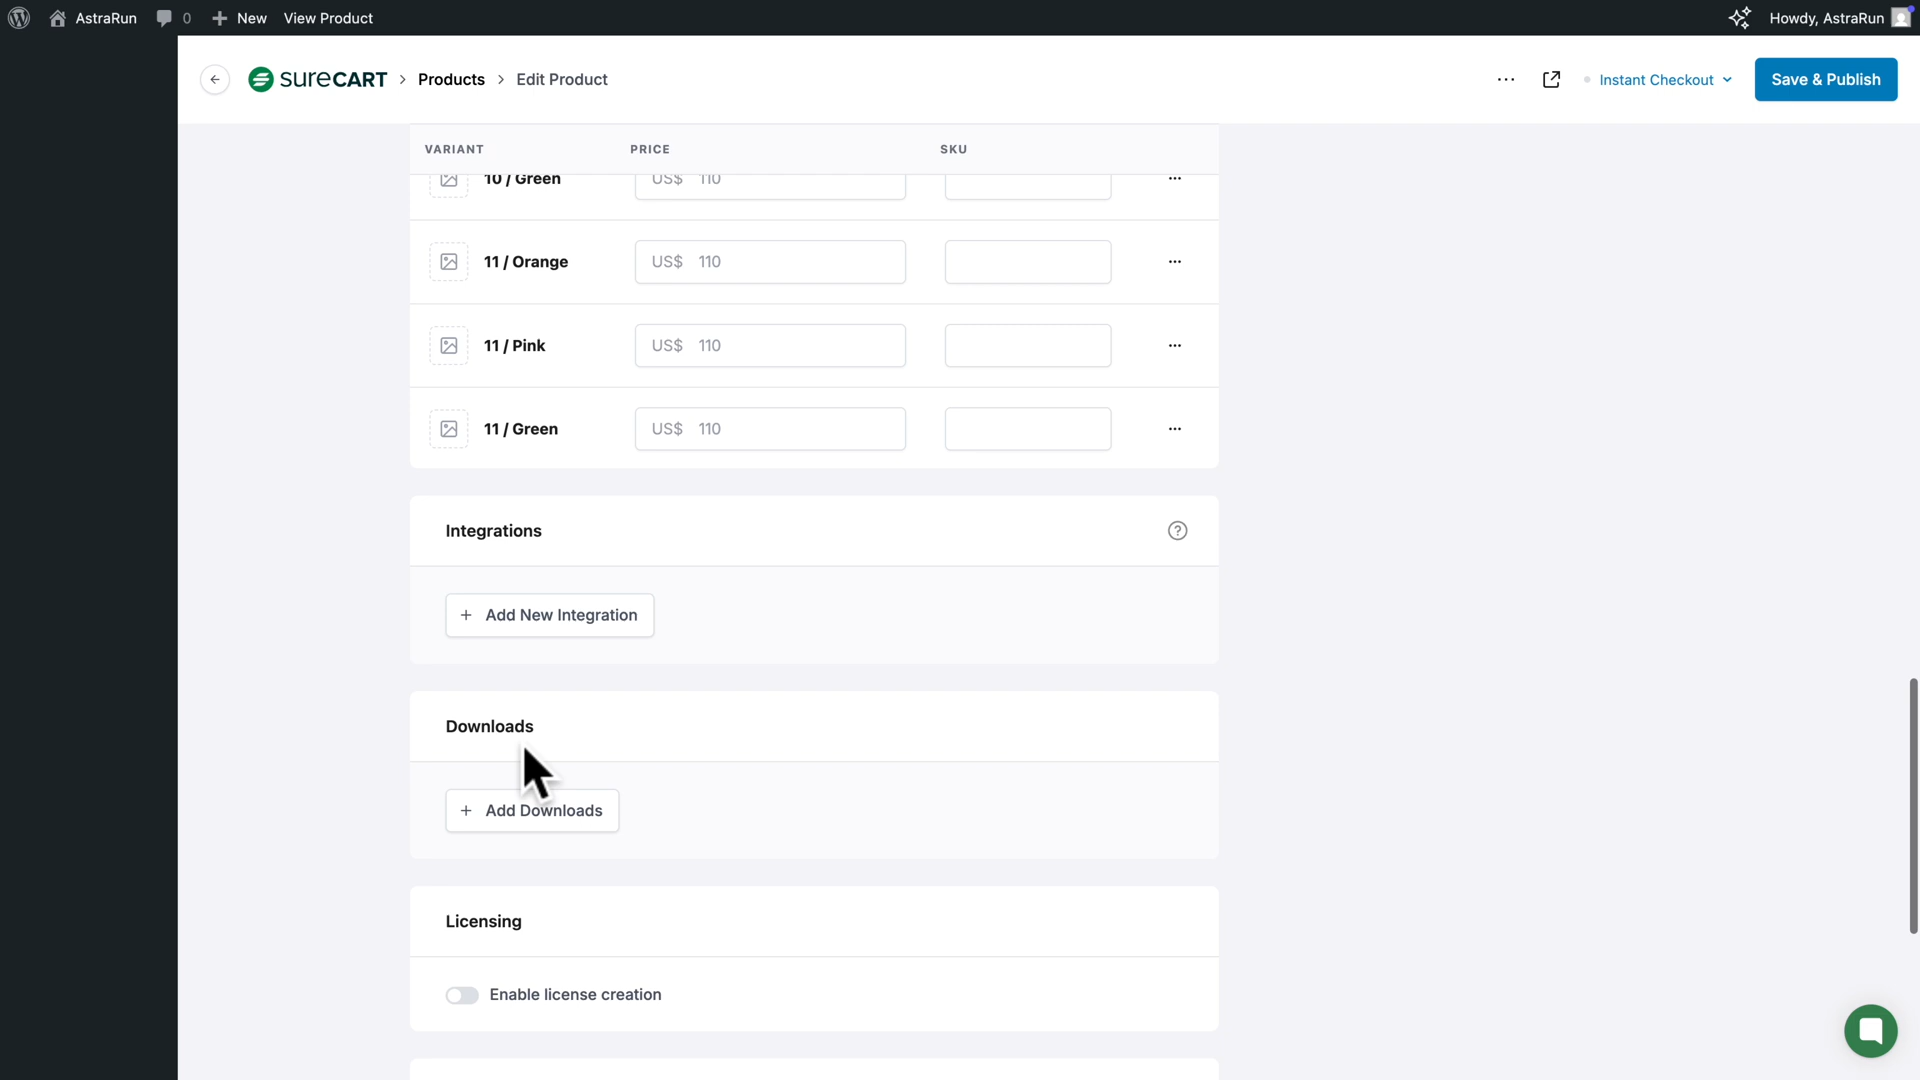 AstraRun 0 New View Product Howdy, AstraRun
SURECART > Products > Edit Product ... Instant Checkout Save & Publish
VARIANT PRICE SKU
10 / Green US$ 110 ...
11 / Orange US$ 110 ...
11 / Pink US$ 110 ...
11 / Green US$ 110 ...
Integrations ?
+ Add New Integration
Downloads
+ Add Downloads
Licensing
Enable license creation